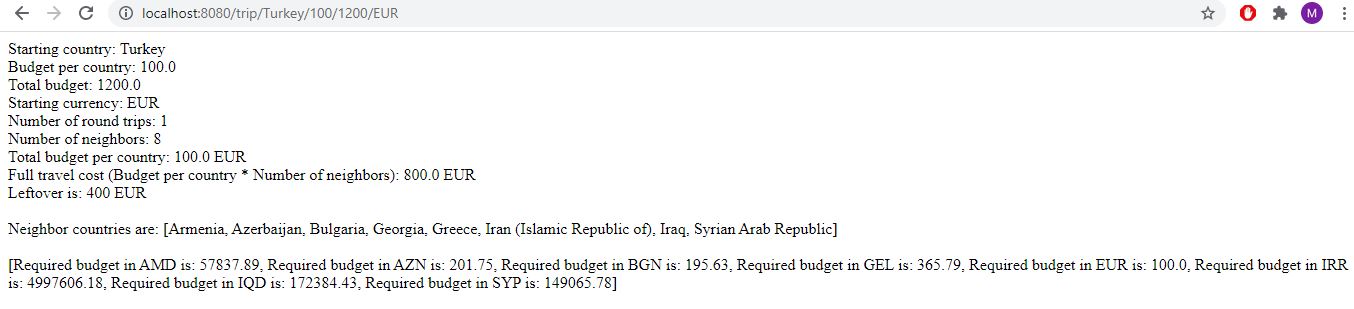 localhost:8080/trip/Turkey/100/1200/EUR
M
Starting country: Turkey
Budget per country: 100.0
Total budget: 1200.0
Starting currency: EUR
Number of round trips: 1
Number of neighbors: 8
Total budget per country: 100.0 EUR
Full travel cost (Budget per country * Number of neighbors): 800.0 EUR
Leftover is: 400 EUR
Neighbor countries are: [Armenia, Azerbaijan, Bulgaria, Georgia, Greece, Iran (Islamic Republic of), Iraq, Syrian Arab Republic]
[Required budget in AMD is: 57837.89, Required budget in AZN is: 201.75, Required budget in BGN is: 195.63, Required budget in GEL is: 365.79, Required budget in EUR is: 100.0, Required budget in IRR
is: 4997606.18, Required budget in IQD is: 172384.43, Required budget in SYP is: 149065.78]